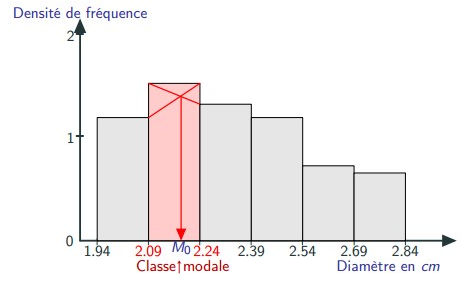 Densité de fréquence
2
1
0
1.94 2.09 M₀ 2.24 2.39 2.54 2.69 2.84
Classe↑modale Diamètre en cm